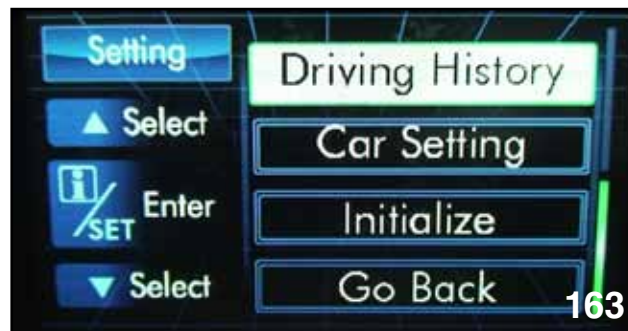 Setting
▲ Select
i/SET Enter
▼ Select
Driving History
Car Setting
Initialize
Go Back
163